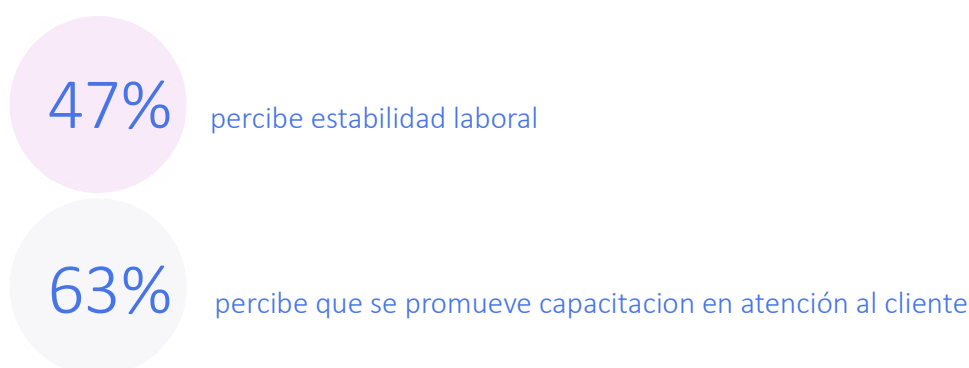 47% percibe estabilidad laboral
63% percibe que se promueve capacitacion en atención al cliente